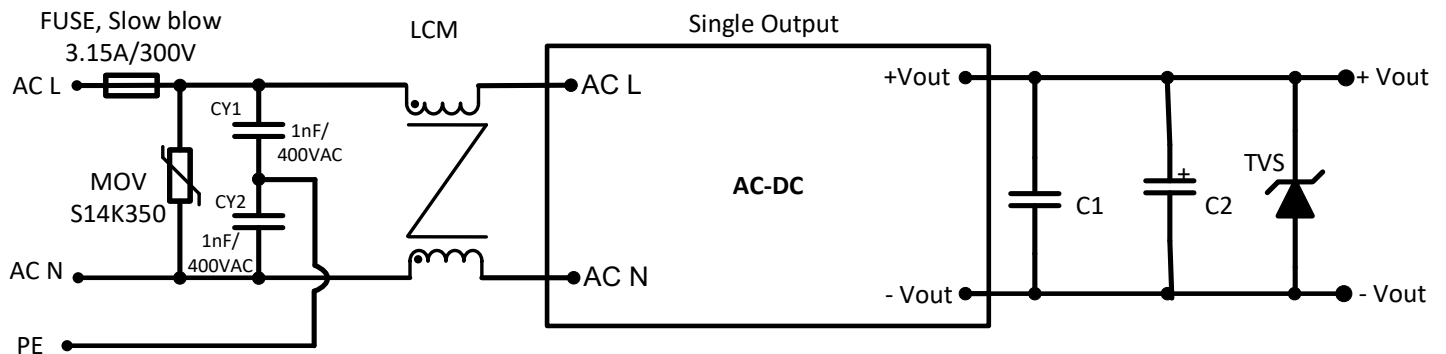 FUSE, Slow blow
3.15A/300V
LCM
Single Output
AC L
AC L
+Vout
+ Vout
CY1
1nF/
400VAC
MOV
S14K350
CY2
1nF/
400VAC
AC-DC
C1
+
C2
TVS
AC N
AC N
- Vout
- Vout
PE